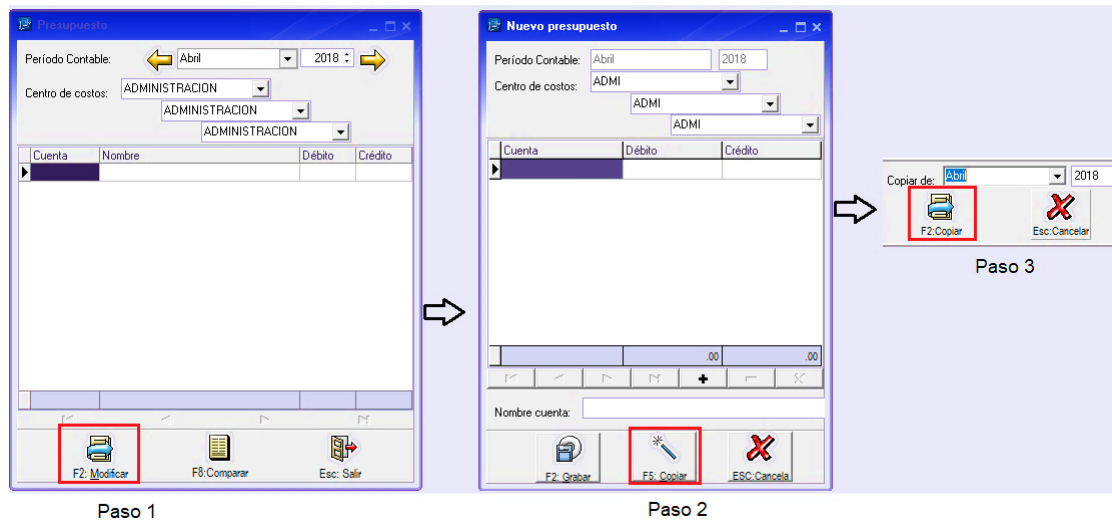 Presupuesto
Período Contable: Abril 2018
Centro de costos: ADMINISTRACION
ADMINISTRACION
ADMINISTRACION
Cuenta Nombre Débito Crédito
F2: Modificar F8:Comparar Esc: Salir
Paso 1
Nuevo presupuesto
Período Contable: Abril 2018
Centro de costos: ADMI
ADMI
ADMI
Cuenta Débito Crédito
.00 .00
Nombre cuenta:
F2: Grabar F5: Copiar ESC:Cancela
Paso 2
Copiar de: Abril 2018
F2:Copiar Esc:Cancelar
Paso 3